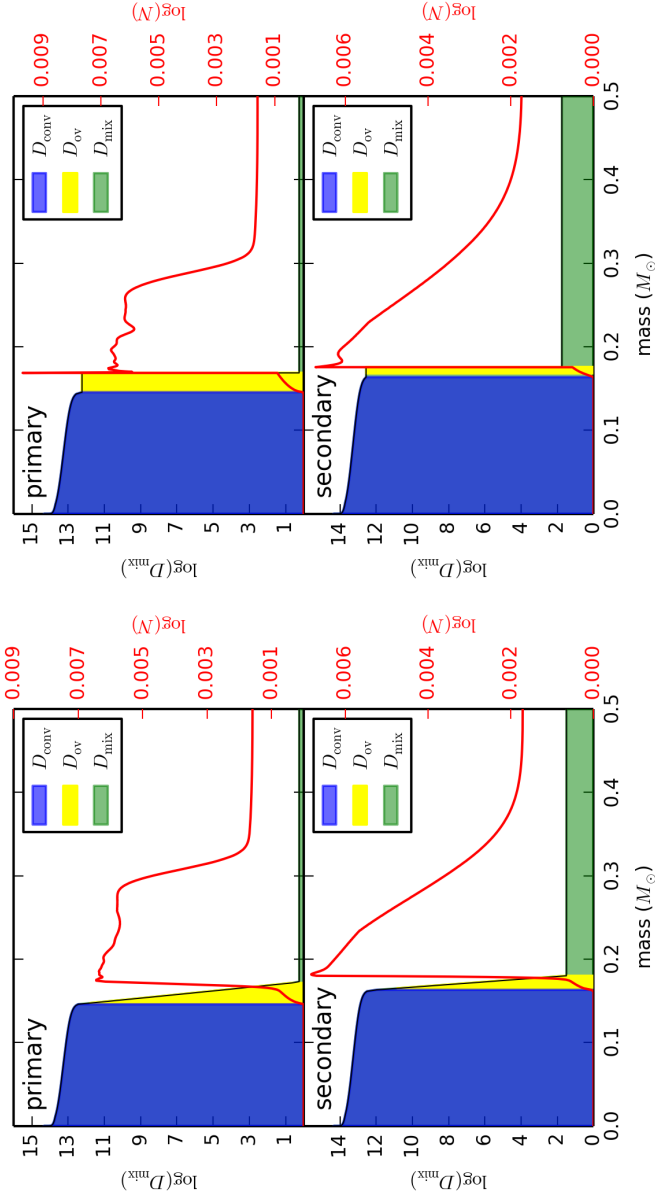 primary
15
13
11
9
7
5
3
1
log(D_mix)
D_conv
D_ov
D_mix
0.009
0.007
0.005
0.003
0.001
log(N)
secondary
14
12
10
8
6
4
2
0
log(D_mix)
D_conv
D_ov
D_mix
0.006
0.004
0.002
0.000
log(N)
0.0 0.1 0.2 0.3 0.4 0.5
mass (M_⊙)
primary
15
13
11
9
7
5
3
1
log(D_mix)
D_conv
D_ov
D_mix
0.009
0.007
0.005
0.003
0.001
log(N)
secondary
14
12
10
8
6
4
2
0
log(D_mix)
D_conv
D_ov
D_mix
0.006
0.004
0.002
0.000
log(N)
0.0 0.1 0.2 0.3 0.4 0.5
mass (M_⊙)